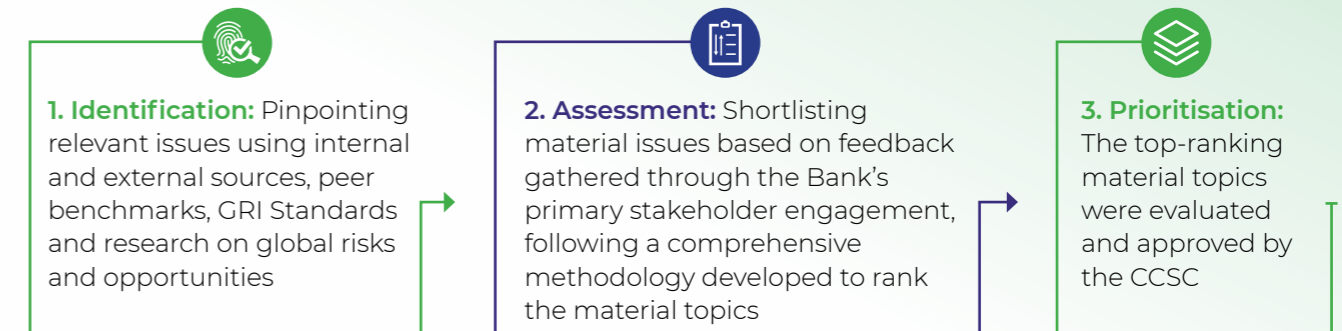 1. Identification: Pinpointing
relevant issues using internal
and external sources, peer
benchmarks, GRI Standards
and research on global risks
and opportunities
2. Assessment: Shortlisting
material issues based on feedback
gathered through the Bank's
primary stakeholder engagement,
following a comprehensive
methodology developed to rank
the material topics
3. Prioritisation:
The top-ranking
material topics
were evaluated
and approved by
the CCSC